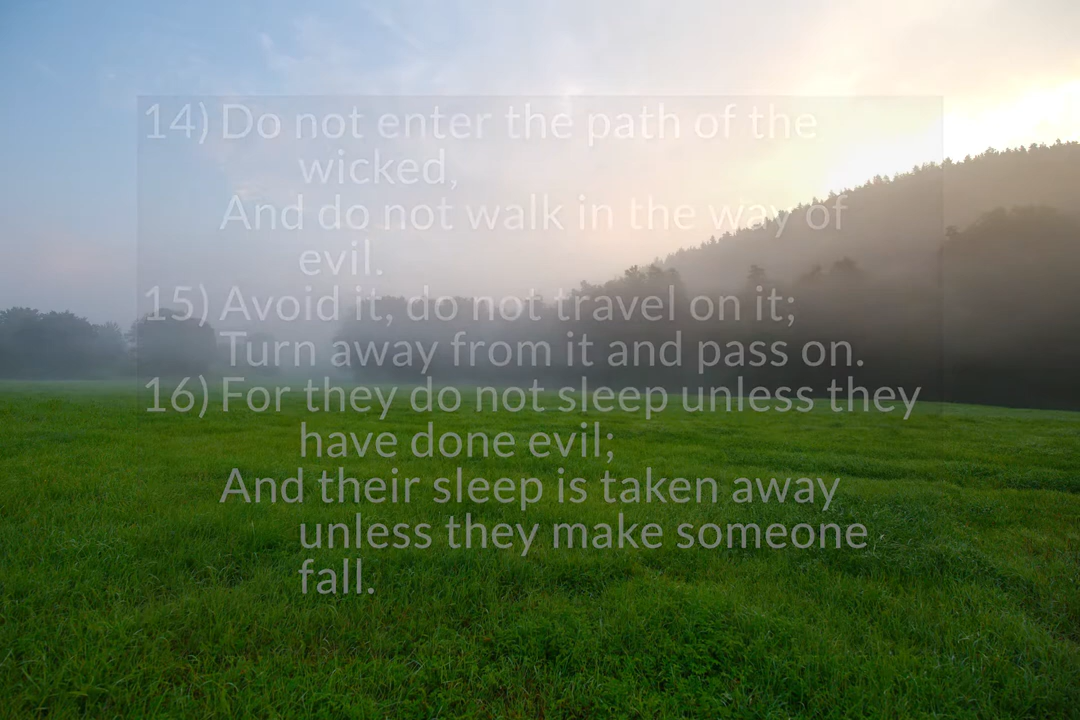 14) Do not enter the path of the
wicked,
And do not walk in the way of
evil.
15) Avoid it, do not travel on it;
Turn away from it and pass on.
16) For they do not sleep unless they
have done evil;
And their sleep is taken away
unless they make someone
fall.